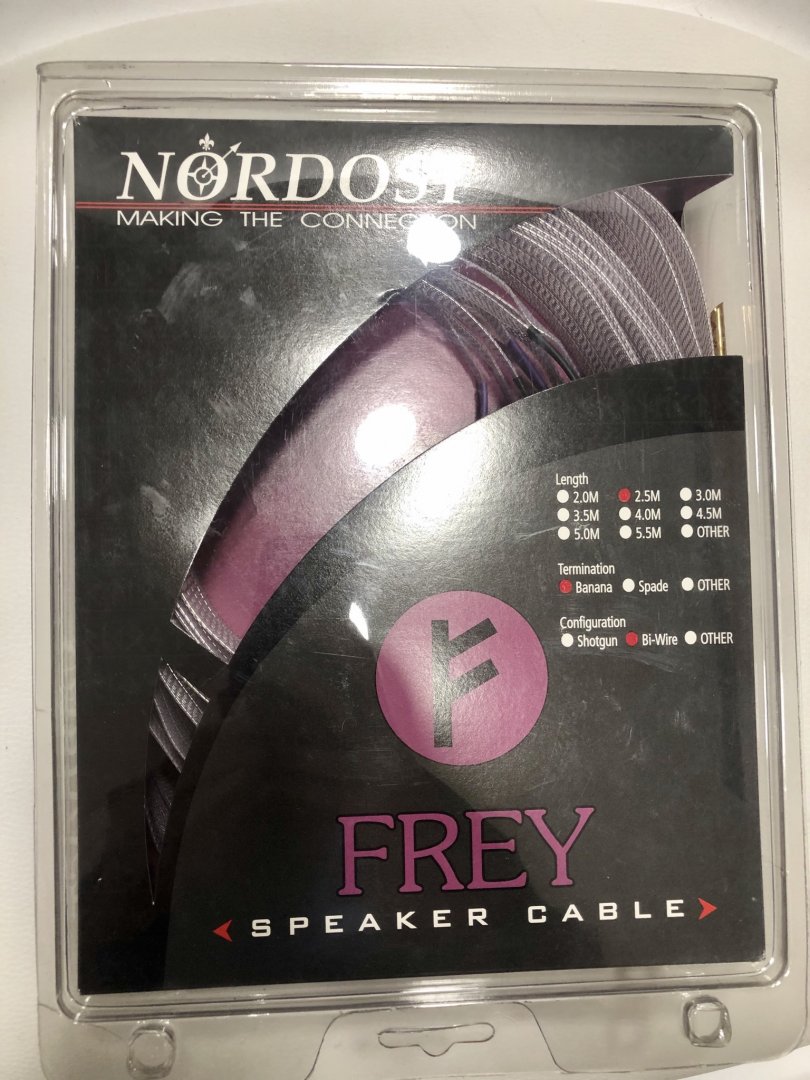 NORDOST
MAKING THE CONNECTION
Length
2.0M 2.5M 3.0M
3.5M 4.0M 4.5M
5.0M 5.5M OTHER
Termination
Banana Spade OTHER
Configuration
Shotgun Bi-Wire OTHER
FREY
SPEAKER CABLE